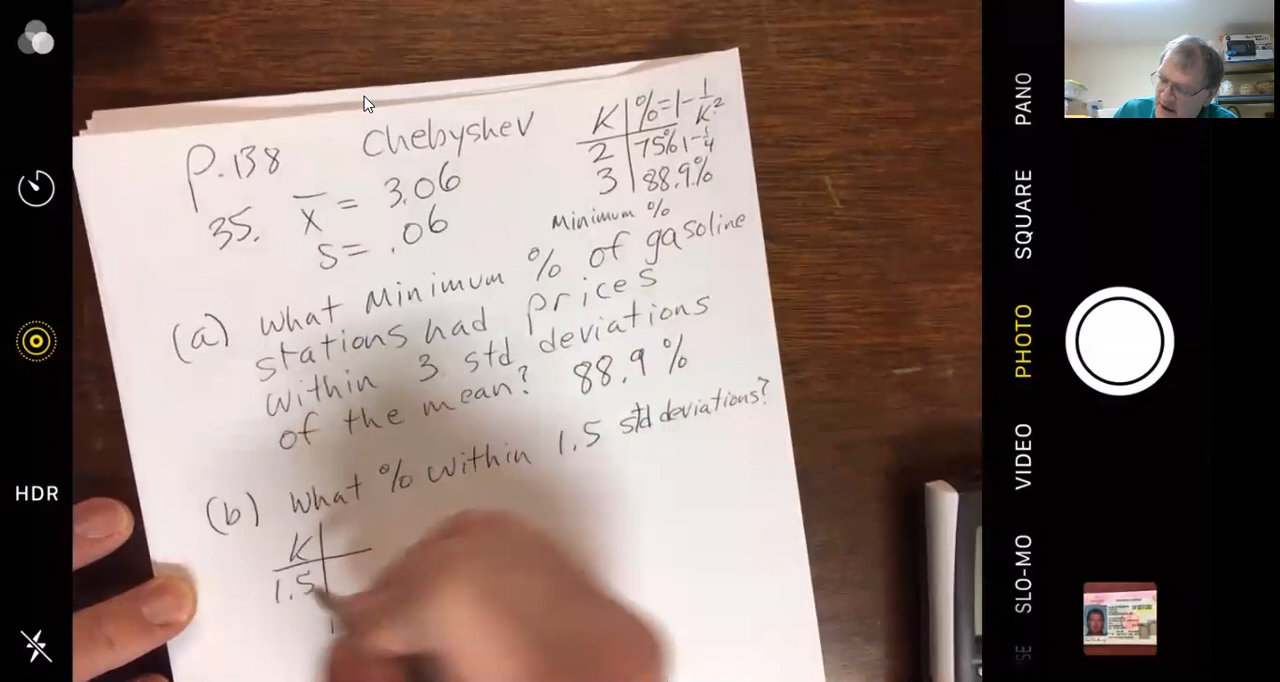 P.138 Chebyshev
K %=1-1/K²
2 75% 1-1/4
3 88.9%
35. x̄ = 3.06
s= .06
Minimum %
(a) What Minimum % of gasoline
stations had prices
within 3 std deviations
of the mean? 88.9%
(b) What % within 1.5 std deviations?
K
1.5
HDR
PANO
SQUARE
PHOTO
VIDEO
SLO-MO
SE